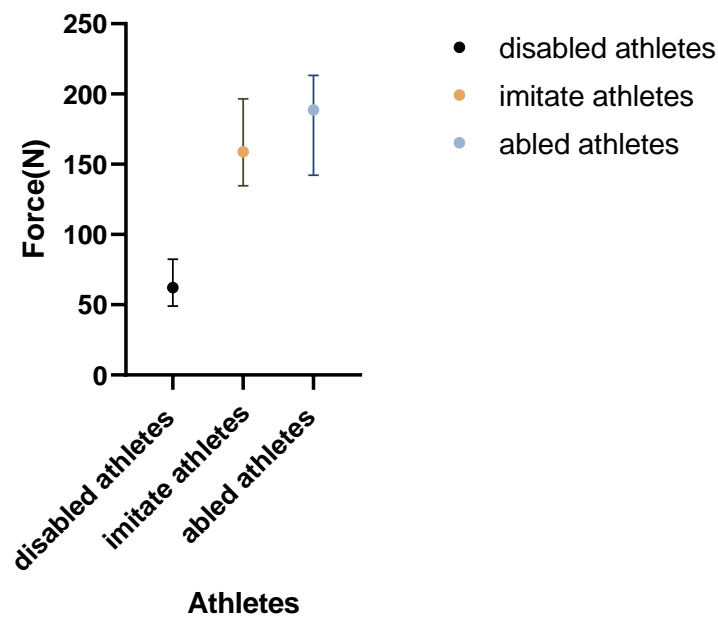 250
200
150
100
50
0
Force(N)
disabled athletes
imitate athletes
abled athletes
Athletes
disabled athletes
imitate athletes
abled athletes